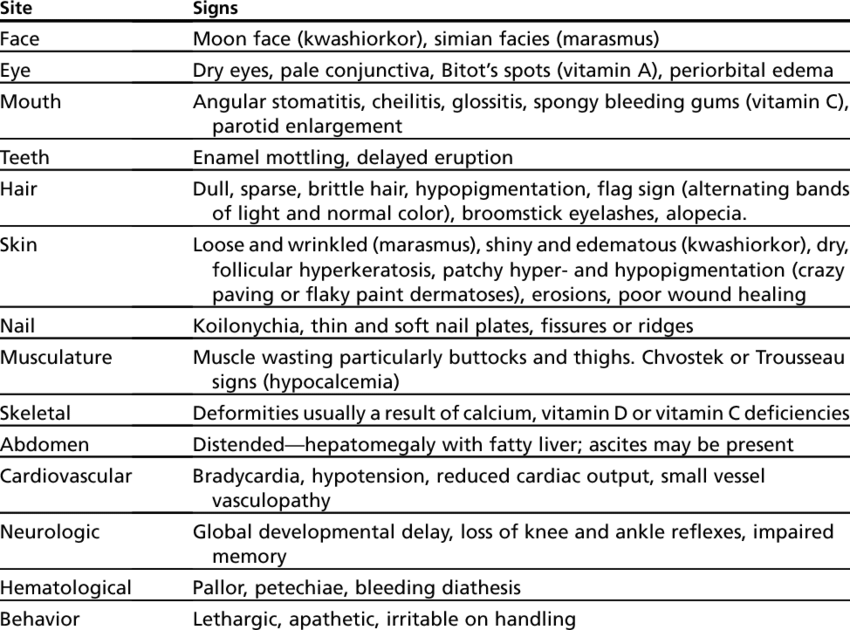 Site Signs
Face Moon face (kwashiorkor), simian facies (marasmus)
Eye Dry eyes, pale conjunctiva, Bitot’s spots (vitamin A), periorbital edema
Mouth Angular stomatitis, cheilitis, glossitis, spongy bleeding gums (vitamin C),
parotid enlargement
Teeth Enamel mottling, delayed eruption
Hair Dull, sparse, brittle hair, hypopigmentation, flag sign (alternating bands
of light and normal color), broomstick eyelashes, alopecia.
Skin Loose and wrinkled (marasmus), shiny and edematous (kwashiorkor), dry,
follicular hyperkeratosis, patchy hyper- and hypopigmentation (crazy
paving or flaky paint dermatoses), erosions, poor wound healing
Nail Koilonychia, thin and soft nail plates, fissures or ridges
Musculature Muscle wasting particularly buttocks and thighs. Chvostek or Trousseau
signs (hypocalcemia)
Skeletal Deformities usually a result of calcium, vitamin D or vitamin C deficiencies
Abdomen Distended—hepatomegaly with fatty liver; ascites may be present
Cardiovascular Bradycardia, hypotension, reduced cardiac output, small vessel
vasculopathy
Neurologic Global developmental delay, loss of knee and ankle reflexes, impaired
memory
Hematological Pallor, petechiae, bleeding diathesis
Behavior Lethargic, apathetic, irritable on handling